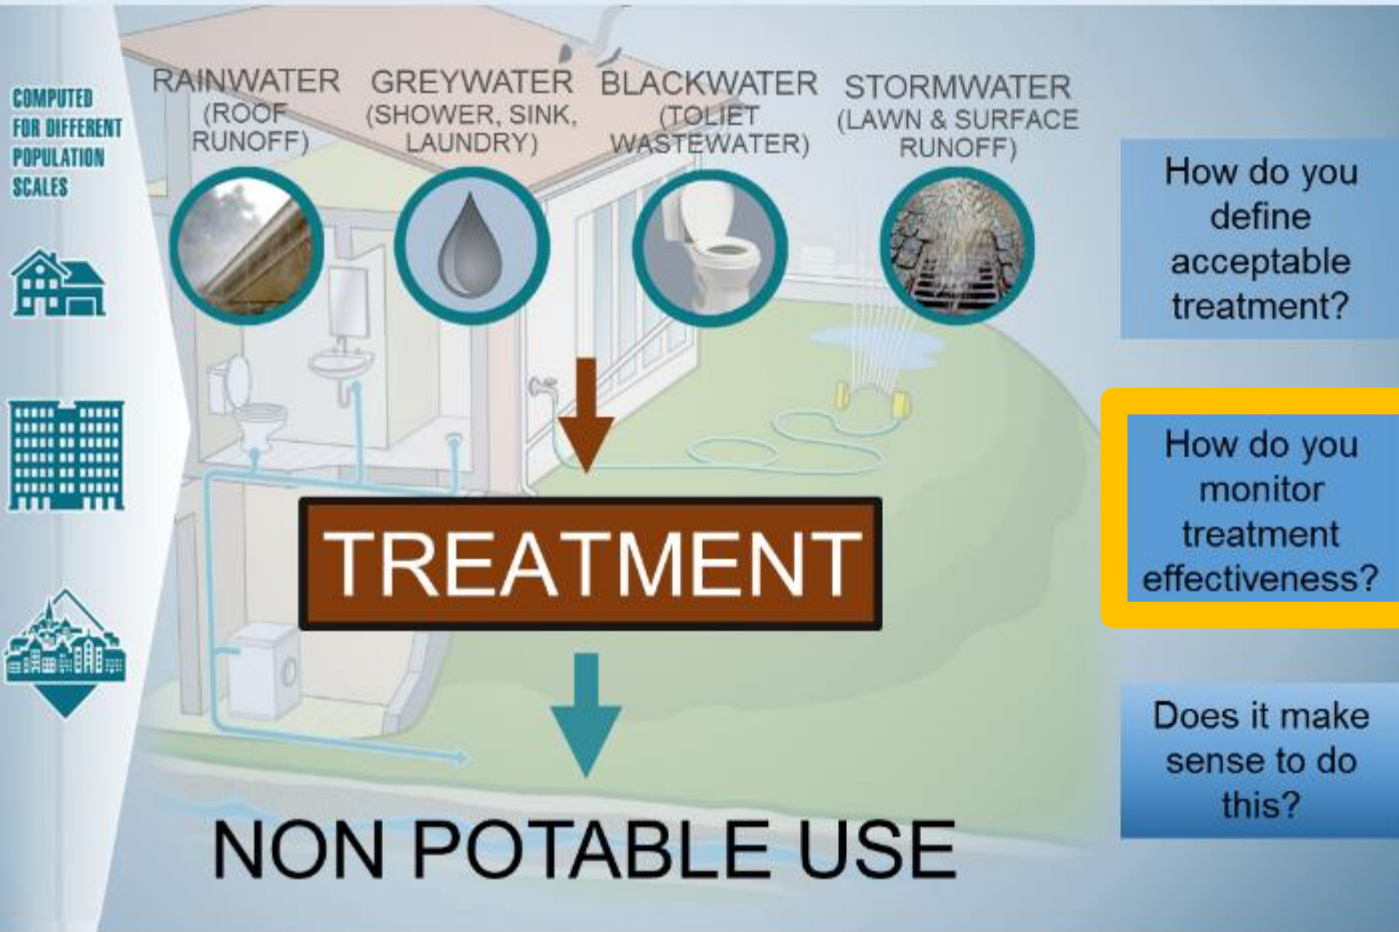 COMPUTED
FOR DIFFERENT
POPULATION
SCALES
RAINWATER
(ROOF
RUNOFF)
GREYWATER
(SHOWER, SINK,
LAUNDRY)
BLACKWATER
(TOLIET
WASTEWATER)
STORMWATER
(LAWN & SURFACE
RUNOFF)
TREATMENT
NON POTABLE USE
How do you
define
acceptable
treatment?
How do you
monitor
treatment
effectiveness?
Does it make
sense to do
this?